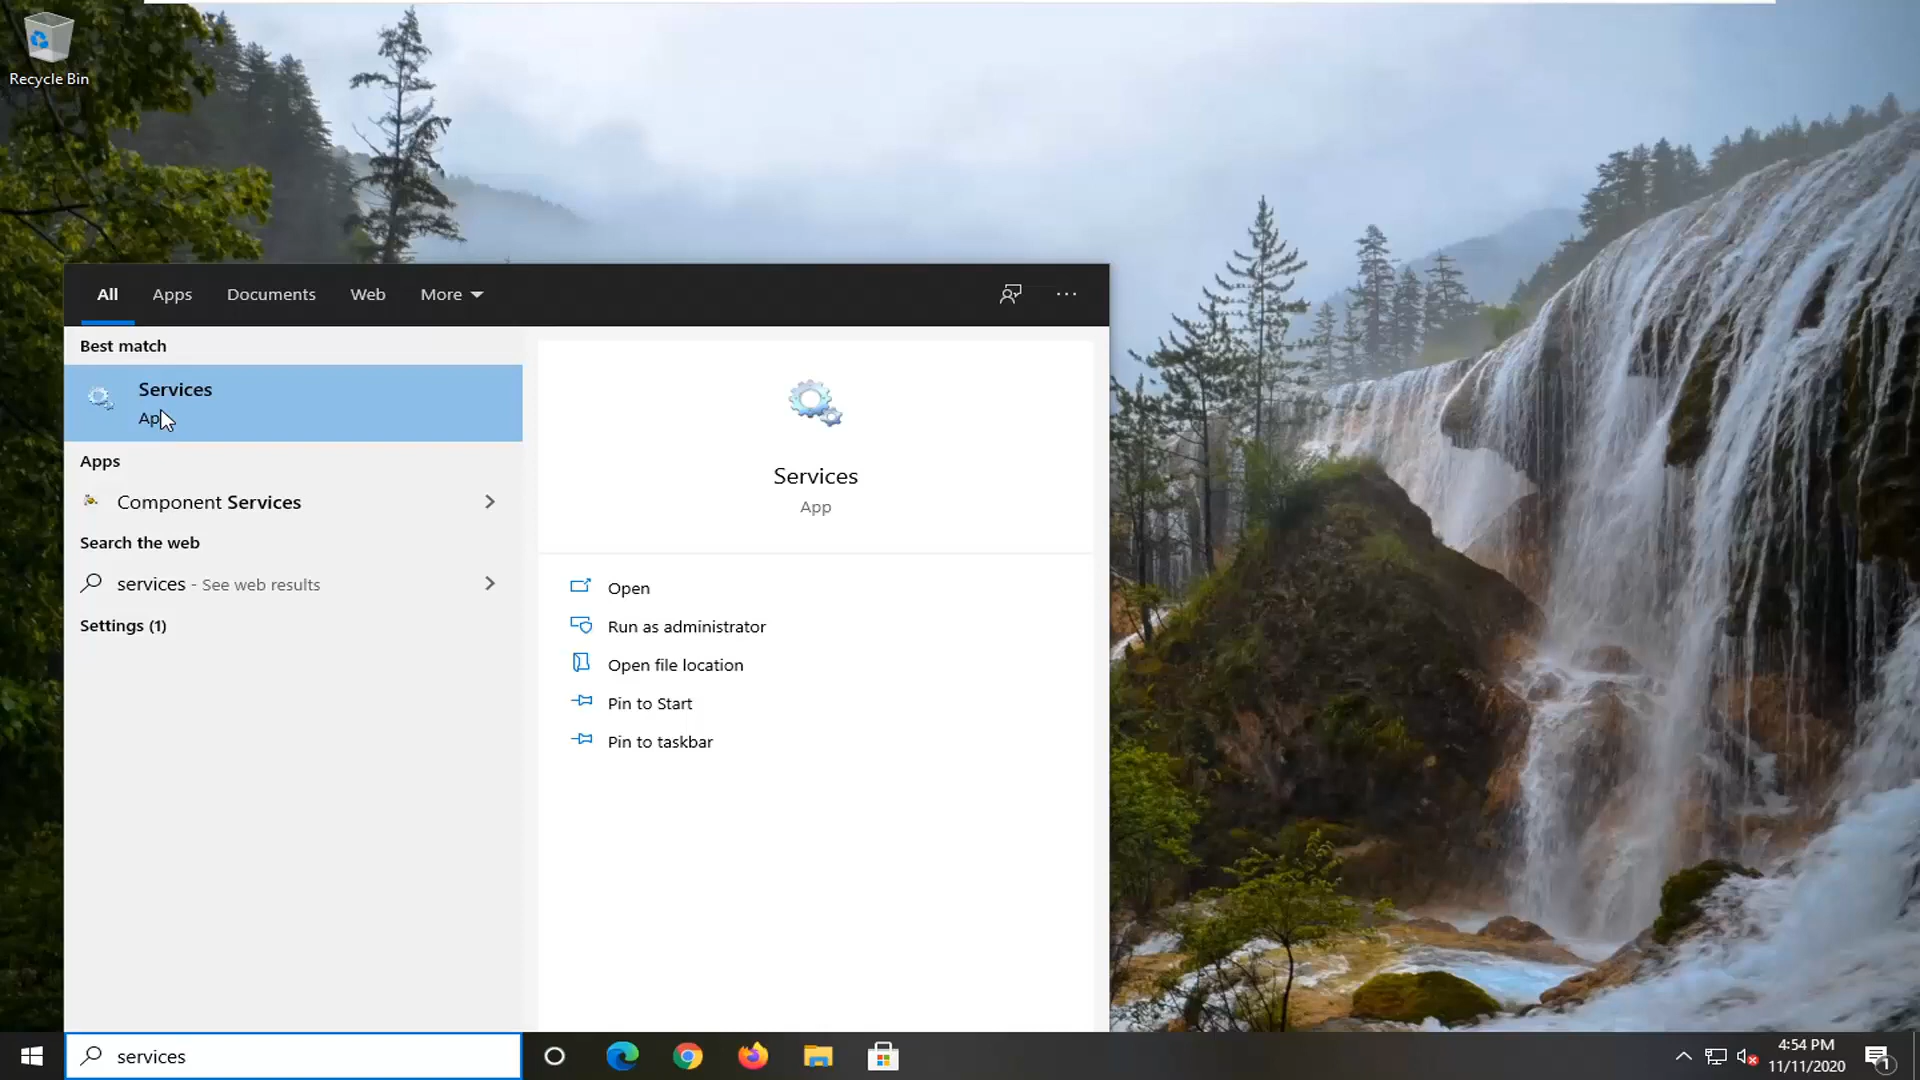 Recycle Bin
All
Apps
Documents
Web
More
Best match
Services
App
Apps
Component Services
Search the web
services - See web results
Settings (1)
Services
App
Open
Run as administrator
Open file location
Pin to Start
Pin to taskbar
services
4:54 PM
11/11/2020
1